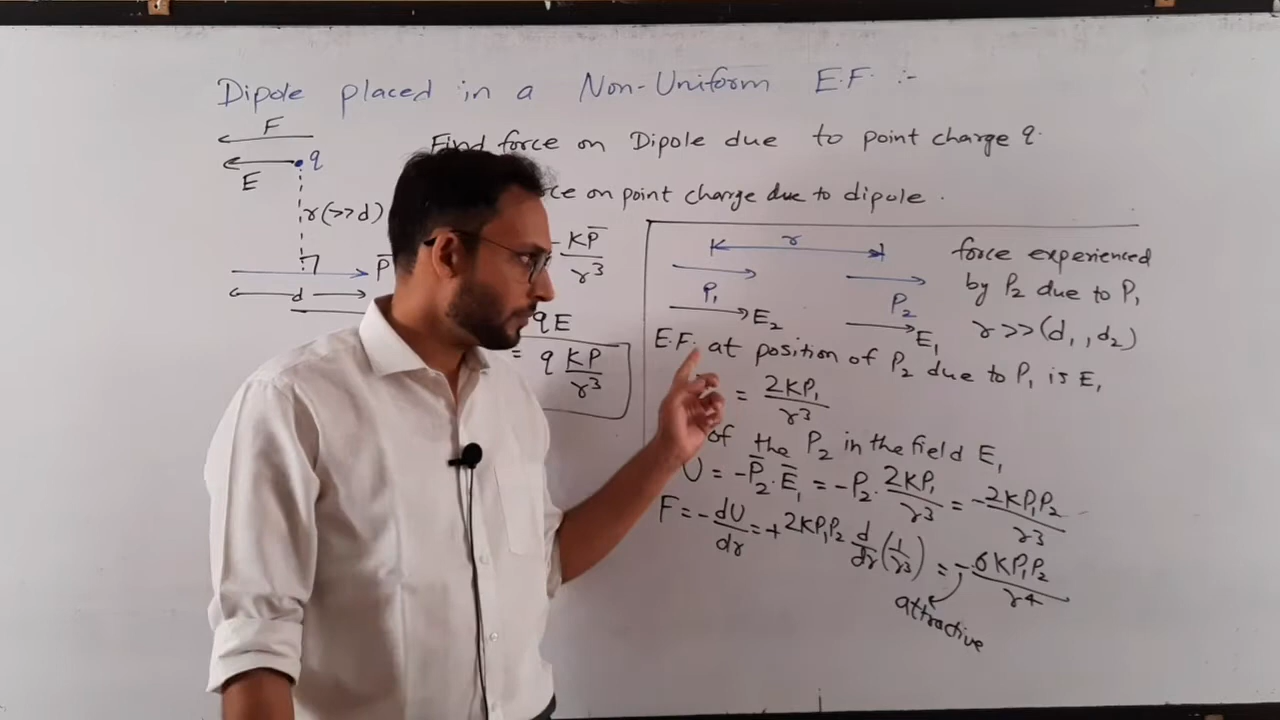 Dipole placed in a Non-Uniform E.F. :-
F
E
q
r(>>d)
P̅
d
Find force on Dipole due to point charge q.
on point charge due to dipole.
KP̅/r³
qE
= q KP/r³
r
P₁
P₂
E₂
E₁
force experienced
by P₂ due to P₁
r>>(d₁, d₂)
E.F. at position of P₂ due to P₁ is E₁
= 2KP₁/r³
of the P₂ in the field E₁
U = -P̅₂.E̅₁ = -P₂. 2KP₁/r³ = -2KP₁P₂/r³
F = -dU/dr = +2KP₁P₂ d/dr (1/r³) = -6KP₁P₂/r⁴
attractive